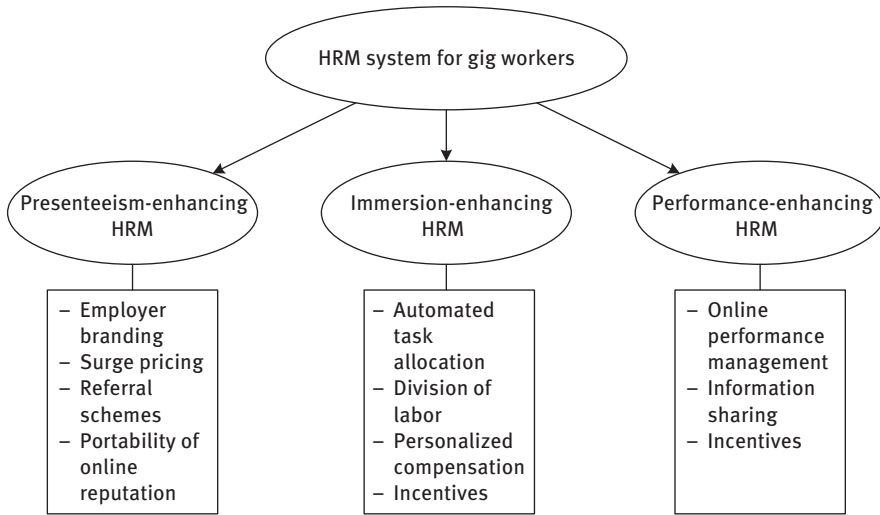 HRM system for gig workers
Presenteeism-enhancing
HRM
Immersion-enhancing
HRM
Performance-enhancing
HRM
– Employer
branding
– Surge pricing
– Referral
schemes
– Portability of
online
reputation
– Automated
task
allocation
– Division of
labor
– Personalized
compensation
– Incentives
– Online
performance
management
– Information
sharing
– Incentives